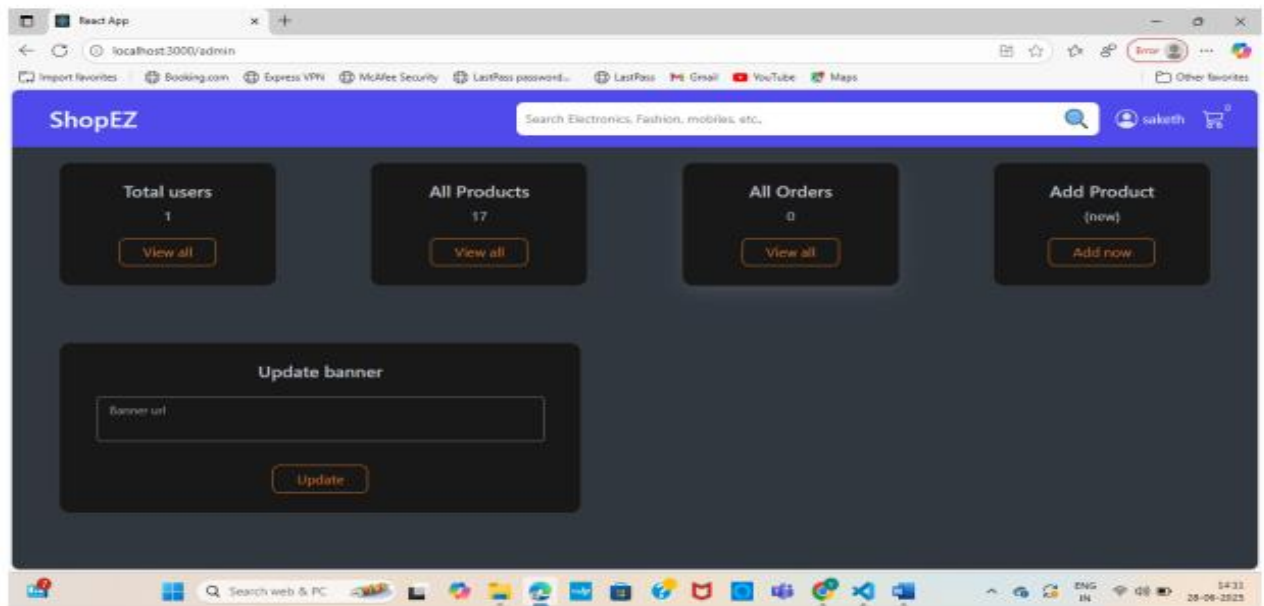 React App
localhost:3000/admin
Error
Import favorites Booking.com Express VPN McAfee Security LastPass password... LastPass Gmail YouTube Maps Other favorites
ShopEZ Search Electronics, Fashion, mobiles, etc., saketh 0
Total users All Products All Orders Add Product
1 17 0 (new)
View all View all View all Add now
Update banner
Banner url
Update
Search web & PC
ENG
IN
14:31
28-06-2025